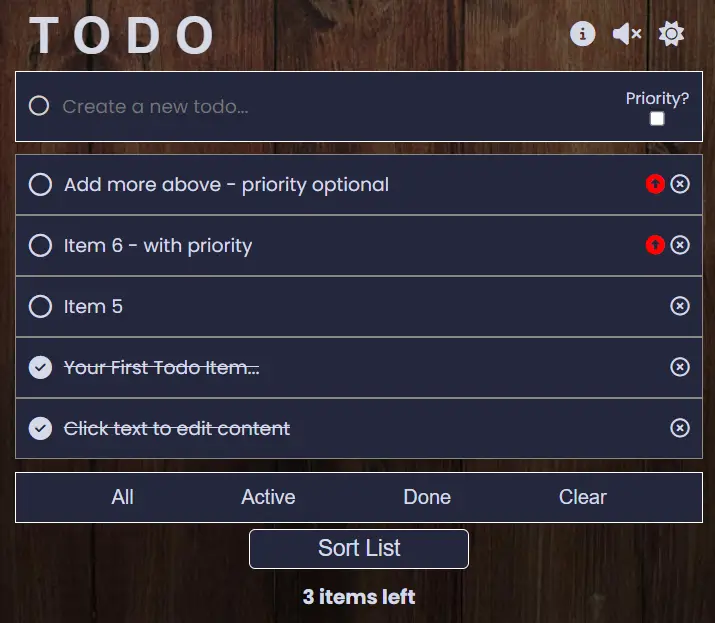 TODO
Create a new todo...
Priority?
Add more above - priority optional
Item 6 - with priority
Item 5
Your First Todo Item...
Click text to edit content
All Active Done Clear
Sort List
3 items left